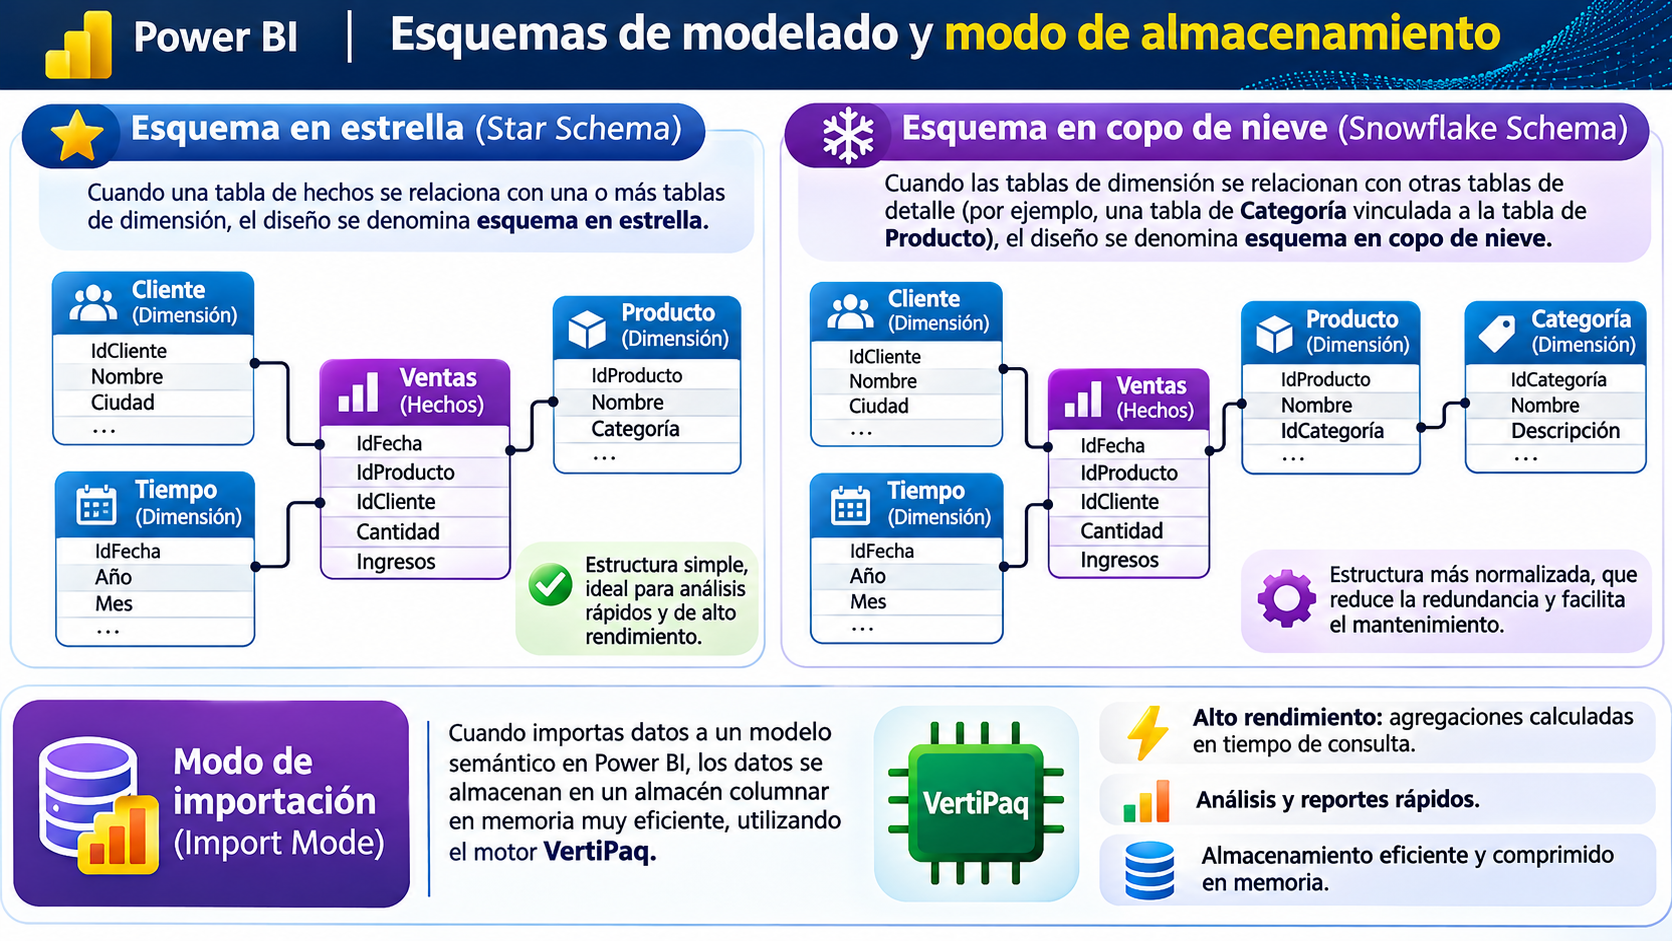 Power BI
Esquemas de modelado y modo de almacenamiento
Esquema en estrella (Star Schema)
Cuando una tabla de hechos se relaciona con una o más tablas
de dimensión, el diseño se denomina esquema en estrella.
Cliente
(Dimensión)
IdCliente
Nombre
Ciudad
...
Tiempo
(Dimensión)
IdFecha
Año
Mes
...
Ventas
(Hechos)
IdFecha
IdProducto
IdCliente
Cantidad
Ingresos
Producto
(Dimensión)
IdProducto
Nombre
Categoría
...
Estructura simple,
ideal para análisis
rápidos y de alto
rendimiento.
Esquema en copo de nieve (Snowflake Schema)
Cuando las tablas de dimensión se relacionan con otras tablas de
detalle (por ejemplo, una tabla de Categoría vinculada a la tabla de
Producto), el diseño se denomina esquema en copo de nieve.
Cliente
(Dimensión)
IdCliente
Nombre
Ciudad
...
Tiempo
(Dimensión)
IdFecha
Año
Mes
...
Ventas
(Hechos)
IdFecha
IdProducto
IdCliente
Cantidad
Ingresos
Producto
(Dimensión)
IdProducto
Nombre
IdCategoría
...
Categoría
(Dimensión)
IdCategoría
Nombre
Descripción
...
Estructura más normalizada, que
reduce la redundancia y facilita
el mantenimiento.
Modo de
importación
(Import Mode)
Cuando importas datos a un modelo
semántico en Power BI, los datos se
almacenan en un almacén columnar
en memoria muy eficiente, utilizando
el motor VertiPaq.
VertiPaq
Alto rendimiento: agregaciones calculadas
en tiempo de consulta.
Análisis y reportes rápidos.
Almacenamiento eficiente y comprimido
en memoria.